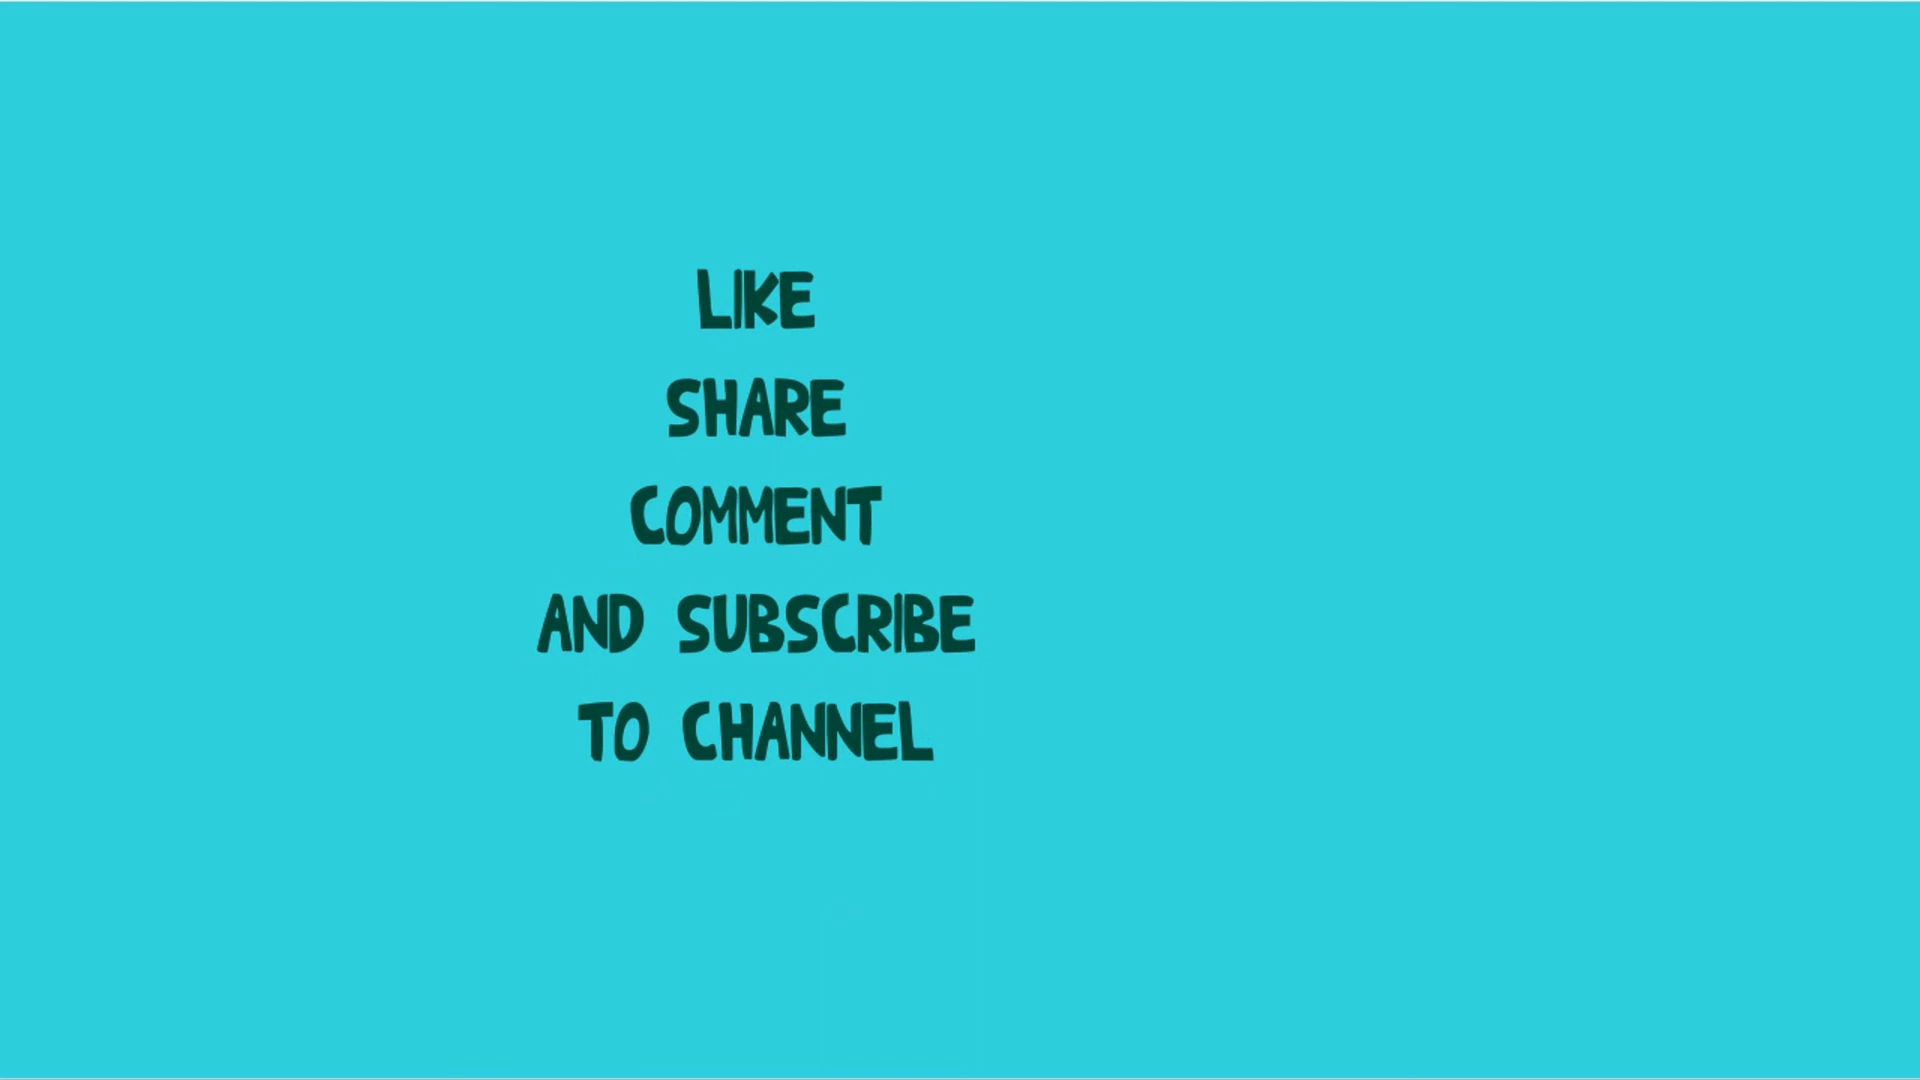 LIKE
SHARE
COMMENT
AND SUBSCRIBE
TO CHANNEL